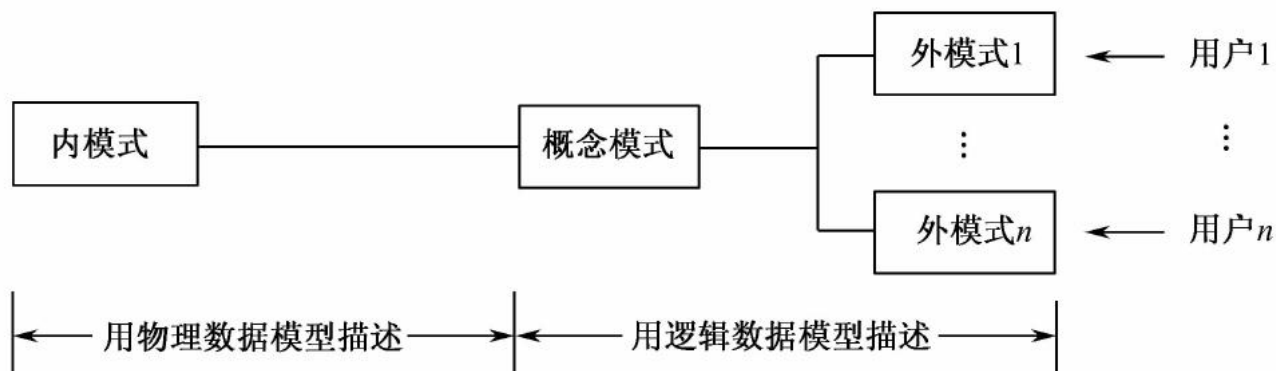 外模式1
用户1
内模式
概念模式
⋮
⋮
外模式n
用户n
用物理数据模型描述
用逻辑数据模型描述